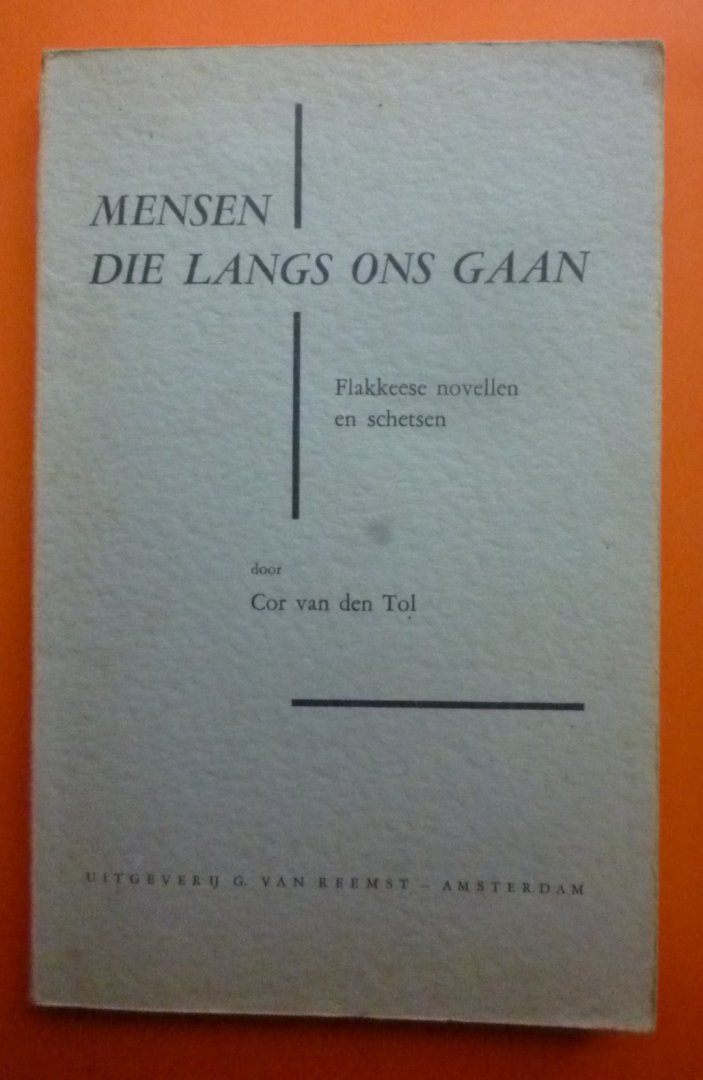 MENSEN
DIE LANGS ONS GAAN
Flakkeese novellen
en schetsen
door
Cor van den Tol
UITGEVERIJ G. VAN REEMST – AMSTERDAM